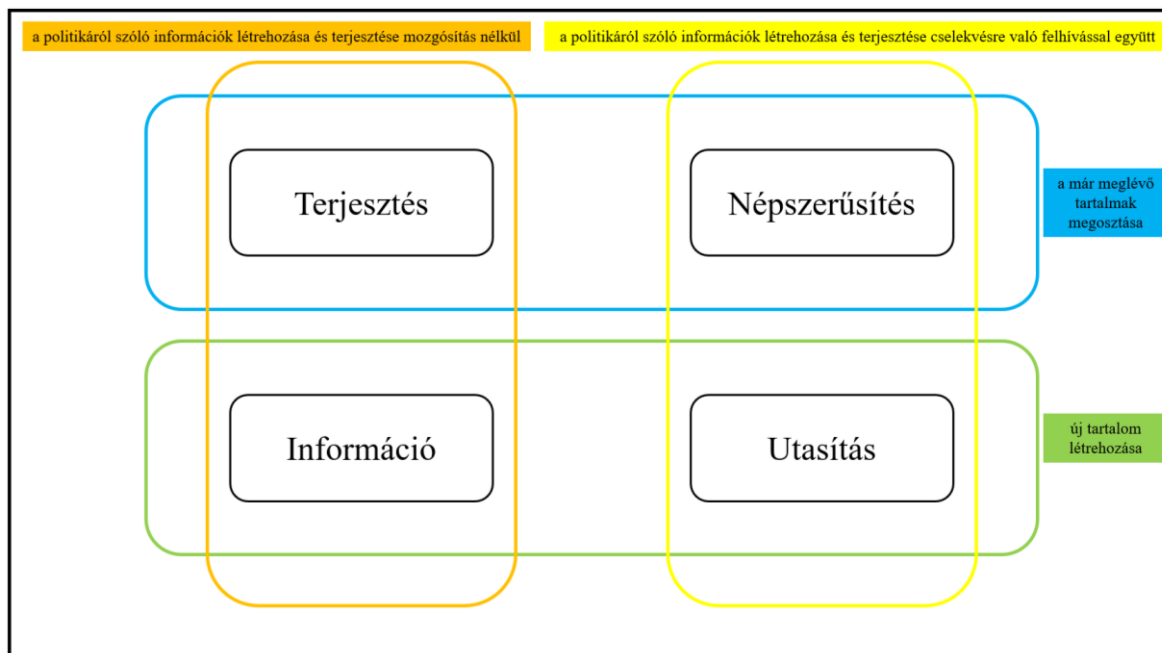 a politikáról szóló információk létrehozása és terjesztése mozgósítás nélkül
a politikáról szóló információk létrehozása és terjesztése cselekvésre való felhívással együtt
Terjesztés
Népszerűsítés
a már meglévő
tartalmak
megosztása
Információ
Utasítás
új tartalom
létrehozása